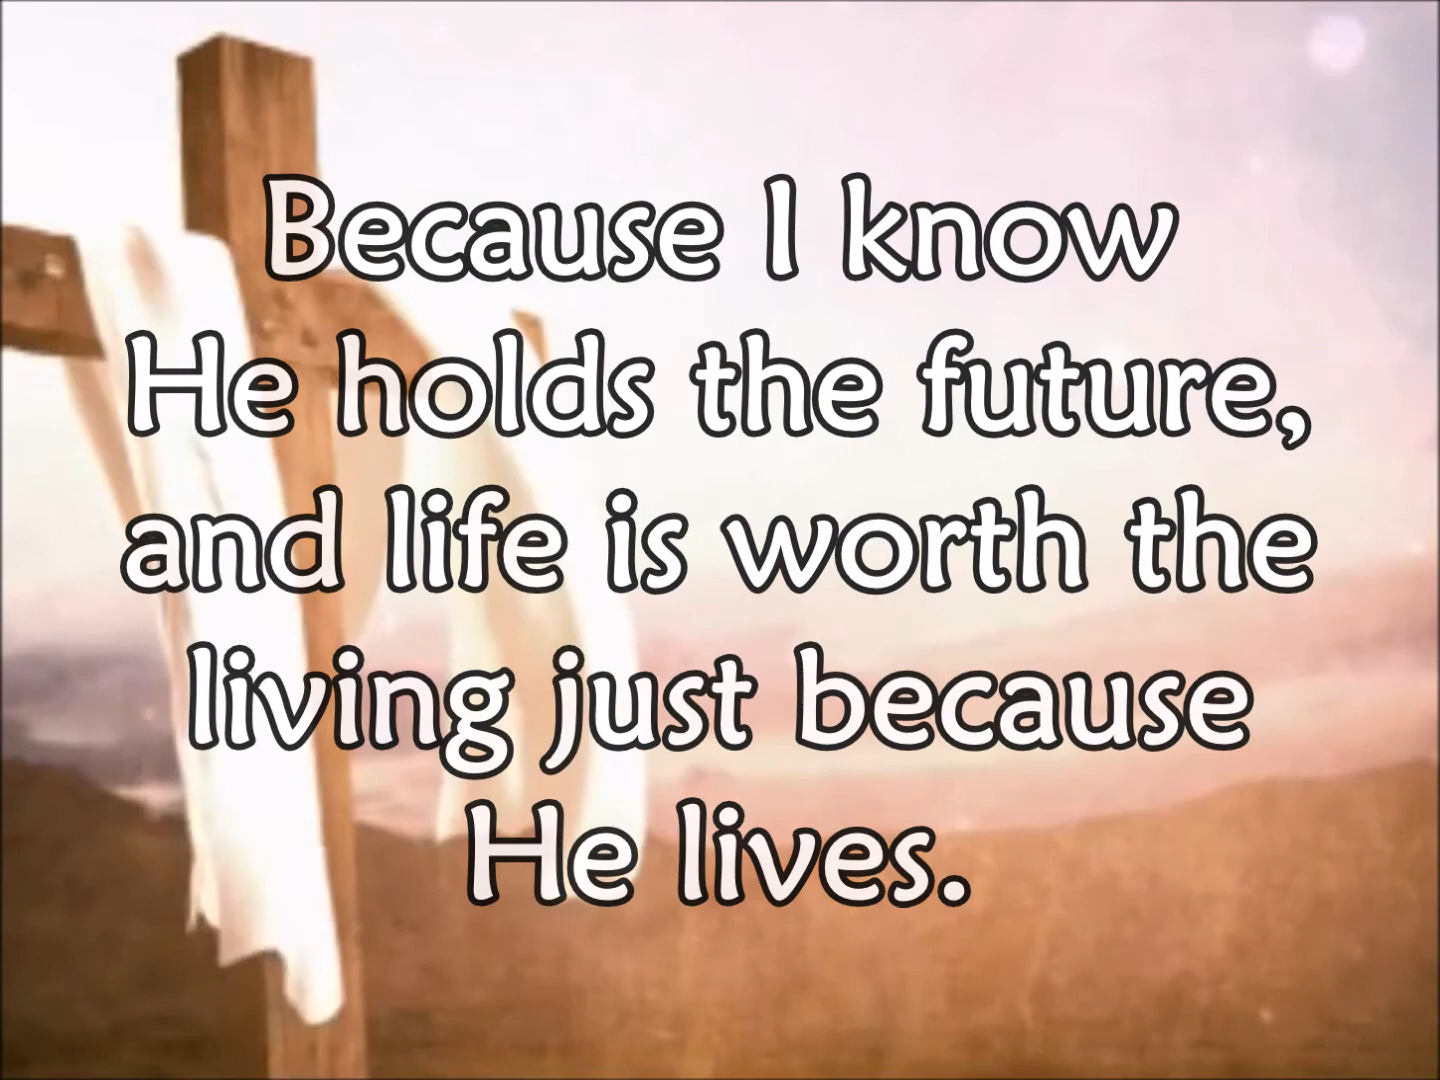 Because I know
He holds the future,
and life is worth the
living just because
He lives.